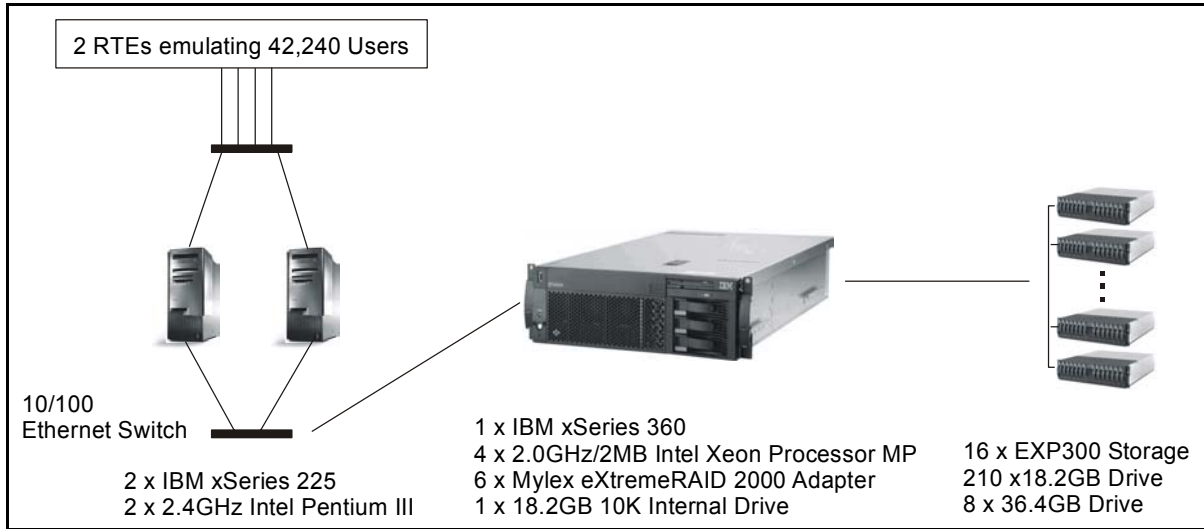 2 RTEs emulating 42,240 Users
IBM
10/100
Ethernet Switch
2 x IBM xSeries 225
2 x 2.4GHz Intel Pentium III
1 x IBM xSeries 360
4 x 2.0GHz/2MB Intel Xeon Processor MP
6 x Mylex eXtremeRAID 2000 Adapter
1 x 18.2GB 10K Internal Drive
16 x EXP300 Storage
210 x18.2GB Drive
8 x 36.4GB Drive